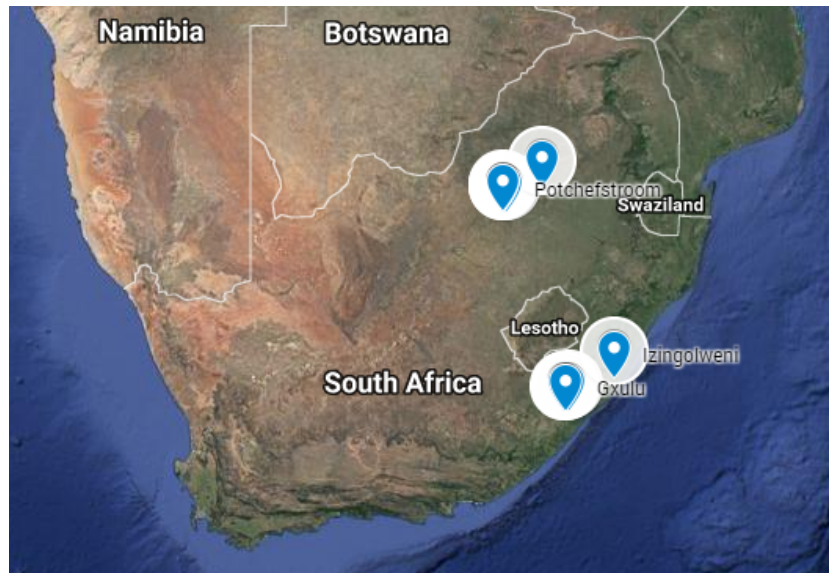 Namibia
Botswana
Potchefstroom
Swaziland
Lesotho
Izingolweni
South Africa
Gxulu